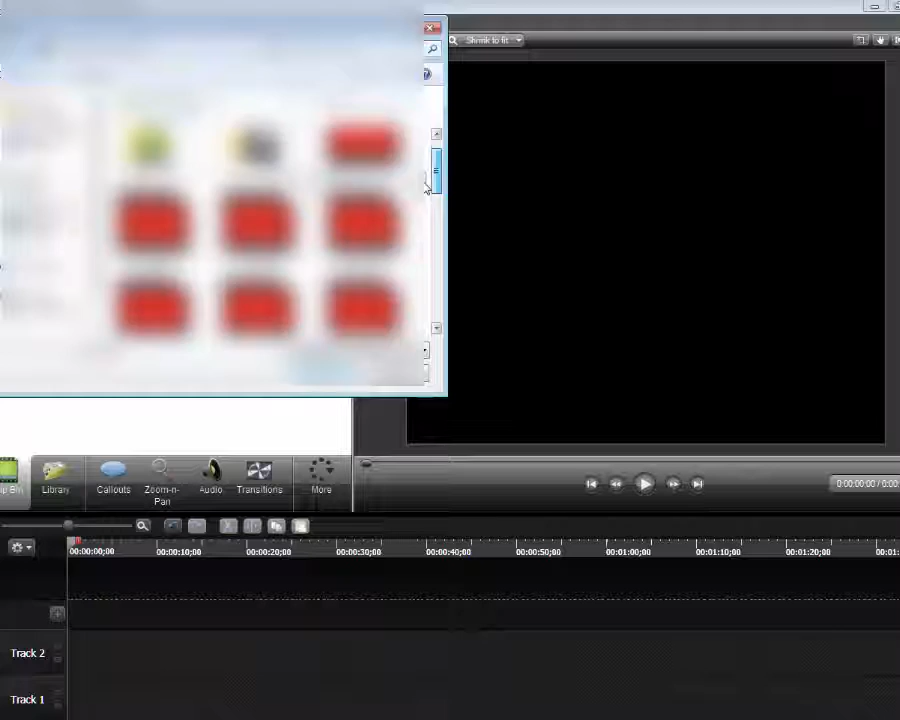 Shrink to fit
Library
Callouts
Zoom-n-
Pan
Audio
Transitions
More
00:00:00;00
00:00:10;00
00:00:20;00
00:00:30;00
00:00:40;00
00:00:50;00
00:01:00;00
00:01:10;00
00:01:20;00
Track 2
Track 1